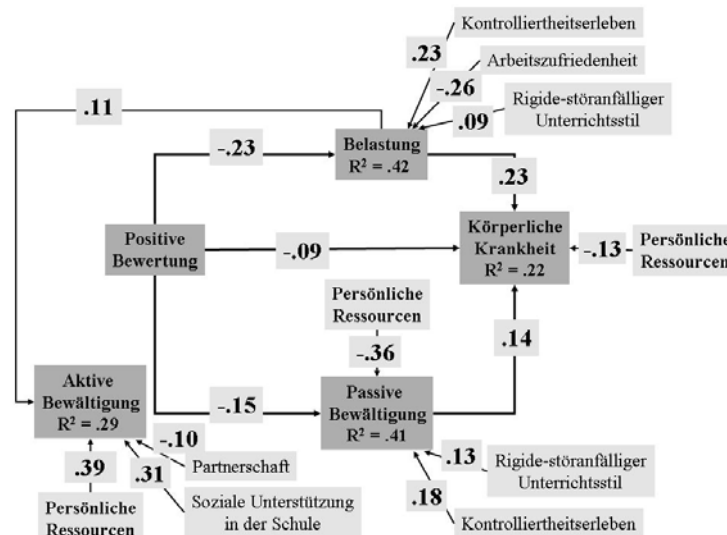 Kontrolliertheitserleben
.23
Arbeitszufriedenheit
-.26
.11
Rigide-störanfälliger
Unterrichtsstil
.09
-.23
Belastung
R² = .42
.23
Positive
Bewertung
-.09
Körperliche
Krankheit
R² = .22
-.13
Persönliche
Ressourcen
Persönliche
Ressourcen
-.36
.14
Aktive
Bewältigung
R² = .29
-.15
Passive
Bewältigung
R² = .41
-.10
Partnerschaft
.39
.31
Soziale Unterstützung
in der Schule
Persönliche
Ressourcen
.13
Rigide-störanfälliger
Unterrichtsstil
.18
Kontrolliertheitserleben